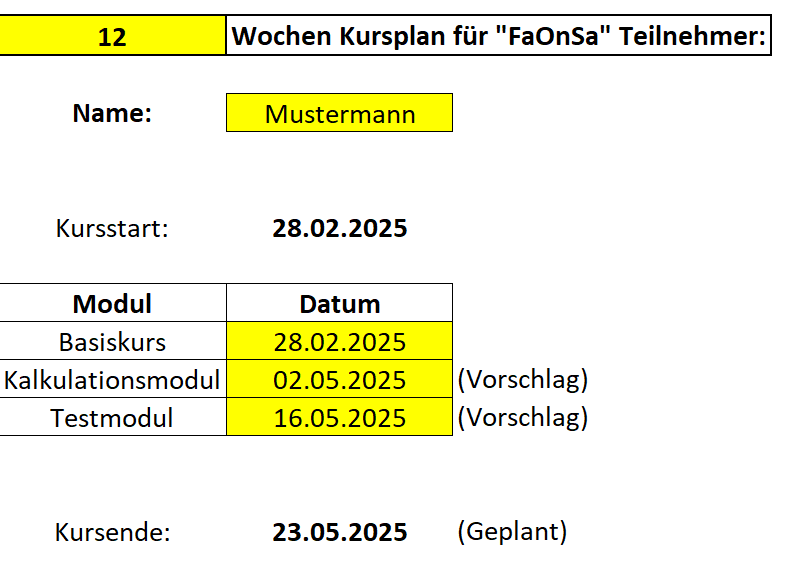 12 Wochen Kursplan für "FaOnSa" Teilnehmer:
Name: Mustermann
Kursstart: 28.02.2025
Modul Datum
Basiskurs 28.02.2025
Kalkulationsmodul 02.05.2025 (Vorschlag)
Testmodul 16.05.2025 (Vorschlag)
Kursende: 23.05.2025 (Geplant)